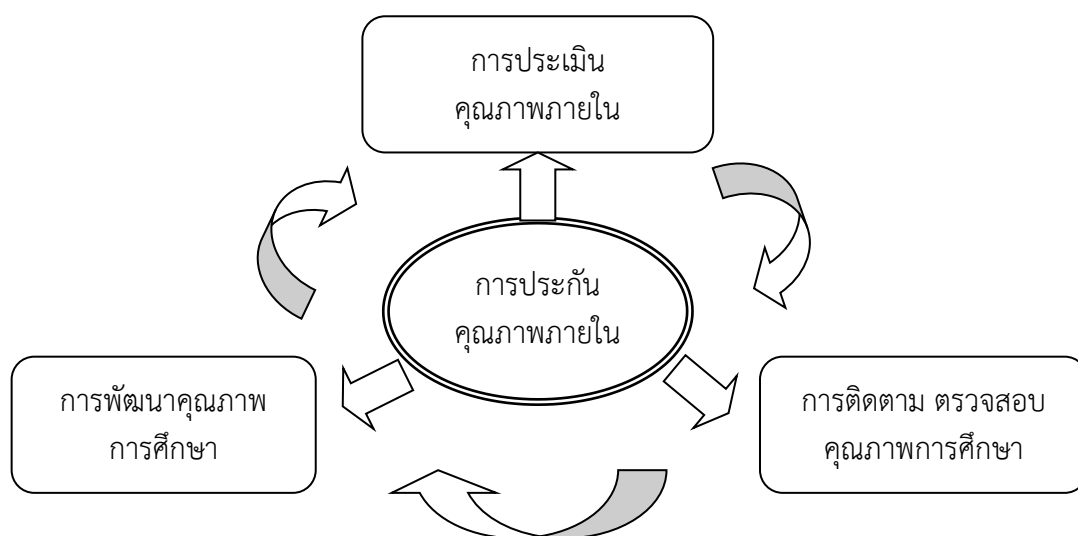 การประเมิน
คุณภาพภายใน
การประกัน
คุณภาพภายใน
การพัฒนาคุณภาพ
การศึกษา
การติดตาม ตรวจสอบ
คุณภาพการศึกษา